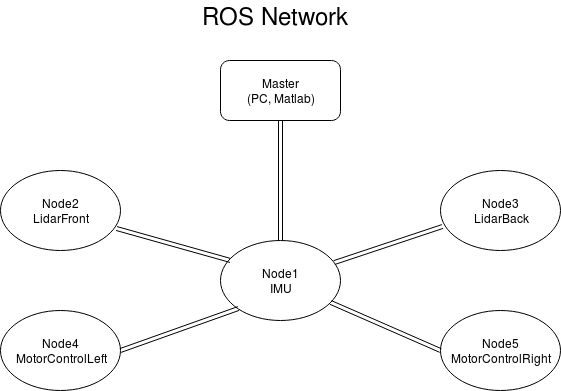 ROS Network
Master
(PC, Matlab)
Node2
LidarFront
Node3
LidarBack
Node1
IMU
Node4
MotorControlLeft
Node5
MotorControlRight